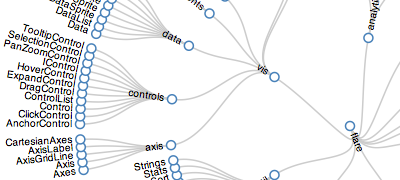 DataSprite
DataList
Data
data
TooltipControl
SelectionControl
PanZoomControl
IControl
HoverControl
ExpandControl
DragControl
ControlList
Control
ClickControl
AnchorControl
controls
vis
CartesianAxes
AxisLabel
AxisGridLine
Axis
Axes
axis
Strings
Stats
flare